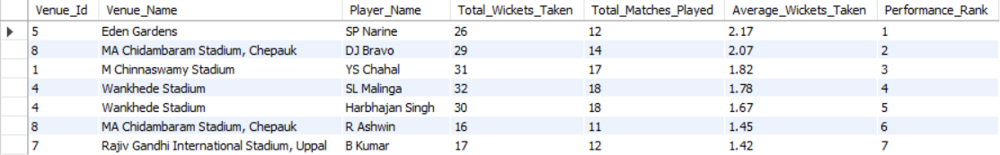 Venue_Id Venue_Name Player_Name Total_Wickets_Taken Total_Matches_Played Average_Wickets_Taken Performance_Rank
5 Eden Gardens SP Narine 26 12 2.17 1
8 MA Chidambaram Stadium, Chepauk DJ Bravo 29 14 2.07 2
1 M Chinnaswamy Stadium YS Chahal 31 17 1.82 3
4 Wankhede Stadium SL Malinga 32 18 1.78 4
4 Wankhede Stadium Harbhajan Singh 30 18 1.67 5
8 MA Chidambaram Stadium, Chepauk R Ashwin 16 11 1.45 6
7 Rajiv Gandhi International Stadium, Uppal B Kumar 17 12 1.42 7